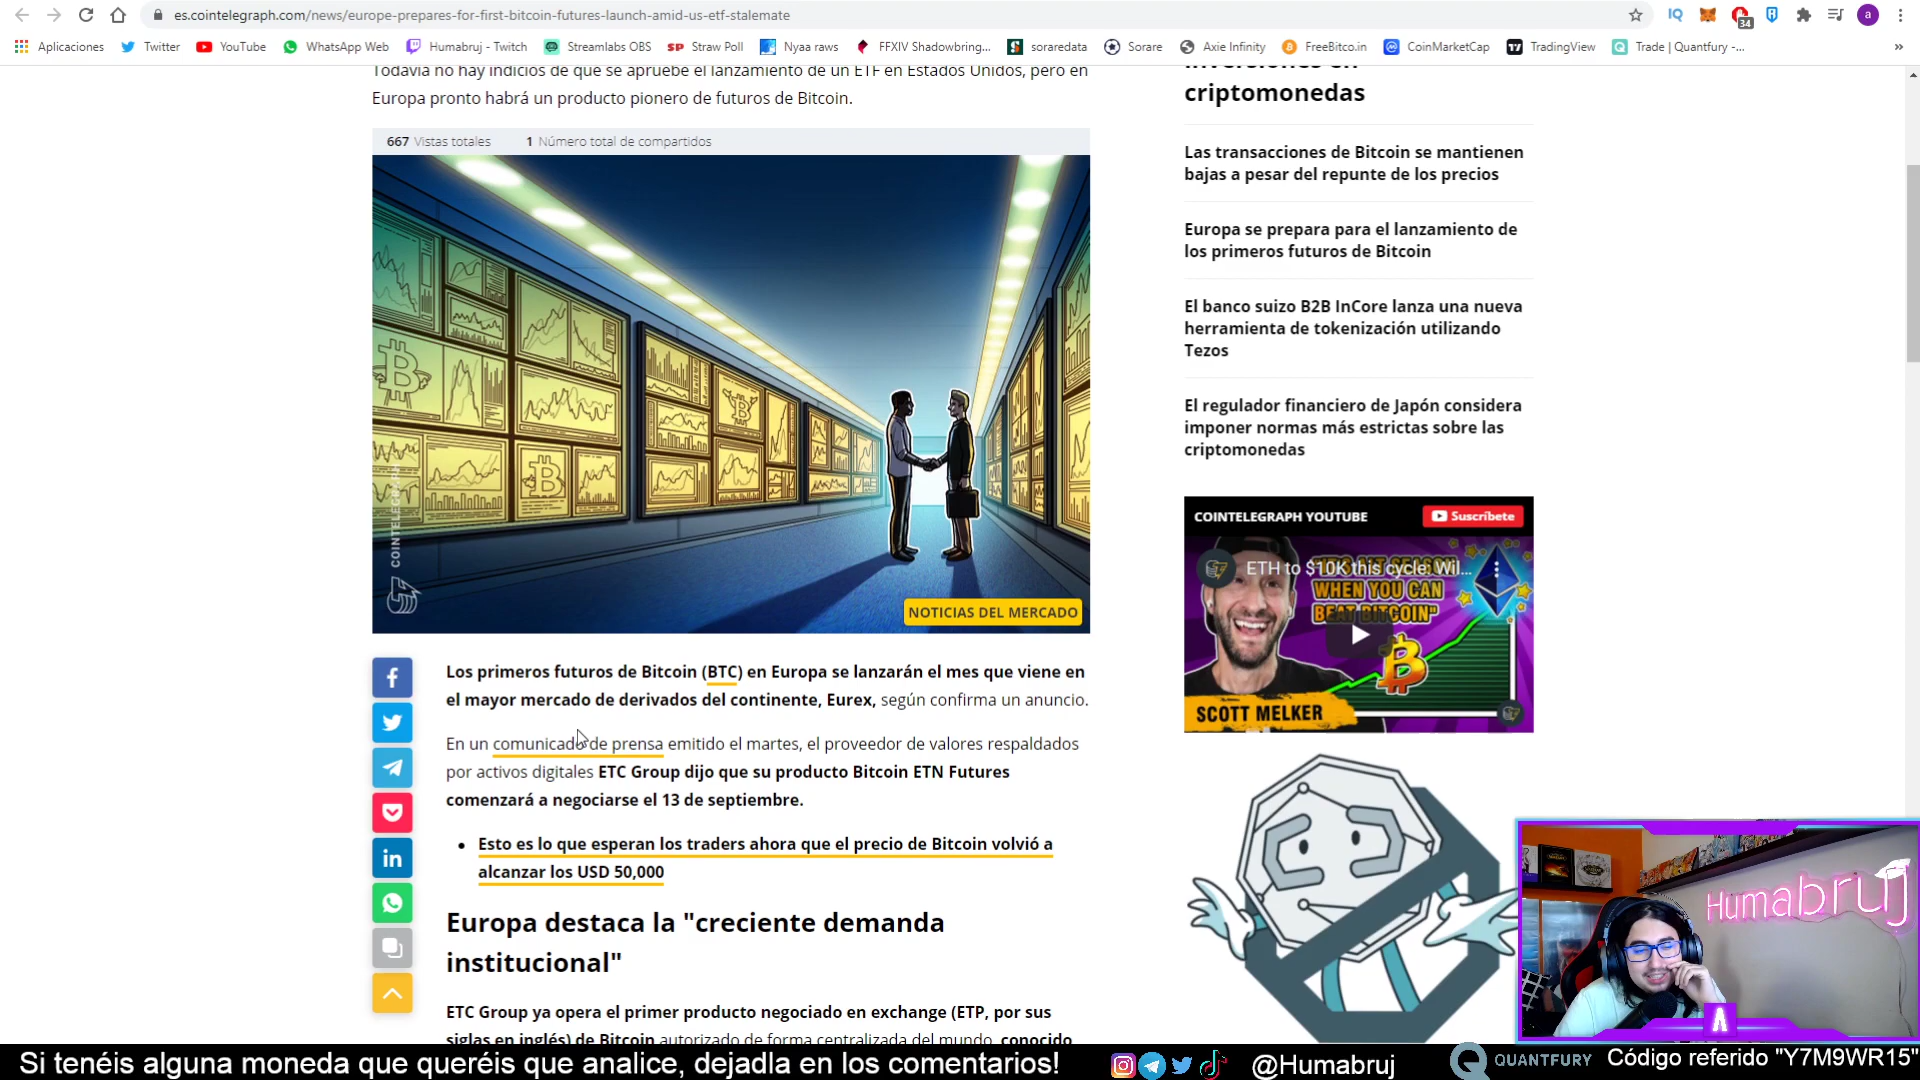 es.cointelegraph.com/news/europe-prepares-for-first-bitcoin-futures-launch-amid-us-etf-stalemate
34
a
Aplicaciones
Twitter
YouTube
WhatsApp Web
Humabruj - Twitch
Streamlabs OBS
Straw Poll
Nyaa raws
FFXIV Shadowbring...
soraredata
Sorare
Axie Infinity
FreeBitco.in
CoinMarketCap
TradingView
Trade | Quantfury -...
Todavía no hay indicios de que se apruebe el lanzamiento de un ETF en Estados Unidos, pero en
Europa pronto habrá un producto pionero de futuros de Bitcoin.
667 Vistas totales
1 Número total de compartidos
COINTELEGRAPH
NOTICIAS DEL MERCADO
Los primeros futuros de Bitcoin (BTC) en Europa se lanzarán el mes que viene en
el mayor mercado de derivados del continente, Eurex, según confirma un anuncio.
En un comunicado de prensa emitido el martes, el proveedor de valores respaldados
por activos digitales ETC Group dijo que su producto Bitcoin ETN Futures
comenzará a negociarse el 13 de septiembre.
Esto es lo que esperan los traders ahora que el precio de Bitcoin volvió a
alcanzar los USD 50,000
Europa destaca la "creciente demanda
institucional"
ETC Group ya opera el primer producto negociado en exchange (ETP, por sus
siglas en inglés) de Bitcoin autorizado de forma centralizada del mundo, conocido
inversiones en
criptomonedas
Las transacciones de Bitcoin se mantienen
bajas a pesar del repunte de los precios
Europa se prepara para el lanzamiento de
los primeros futuros de Bitcoin
El banco suizo B2B InCore lanza una nueva
herramienta de tokenización utilizando
Tezos
El regulador financiero de Japón considera
imponer normas más estrictas sobre las
criptomonedas
COINTELEGRAPH YOUTUBE
Suscríbete
ETH to $10K this cycle, Wil...
WHEN YOU CAN
BEAT BITCOIN"
SCOTT MELKER
Humabruj
Si tenéis alguna moneda que queréis que analice, dejadla en los comentarios!
@Humabruj
QUANTFURY
Código referido "Y7M9WR15"